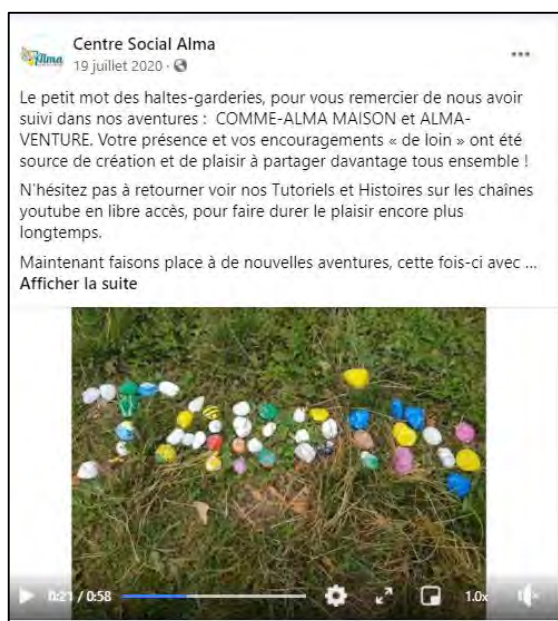 Centre Social Alma
Alma
19 juillet 2020
Le petit mot des haltes-garderies, pour vous remercier de nous avoir
suivi dans nos aventures : COMME-ALMA MAISON et ALMA-
VENTURE. Votre présence et vos encouragements « de loin » ont été
source de création et de plaisir à partager davantage tous ensemble !
N'hésitez pas à retourner voir nos Tutoriels et Histoires sur les chaînes
youtube en libre accès, pour faire durer le plaisir encore plus
longtemps.
Maintenant faisons place à de nouvelles aventures, cette fois-ci avec ...
Afficher la suite
0:21 / 0:58
1.0x